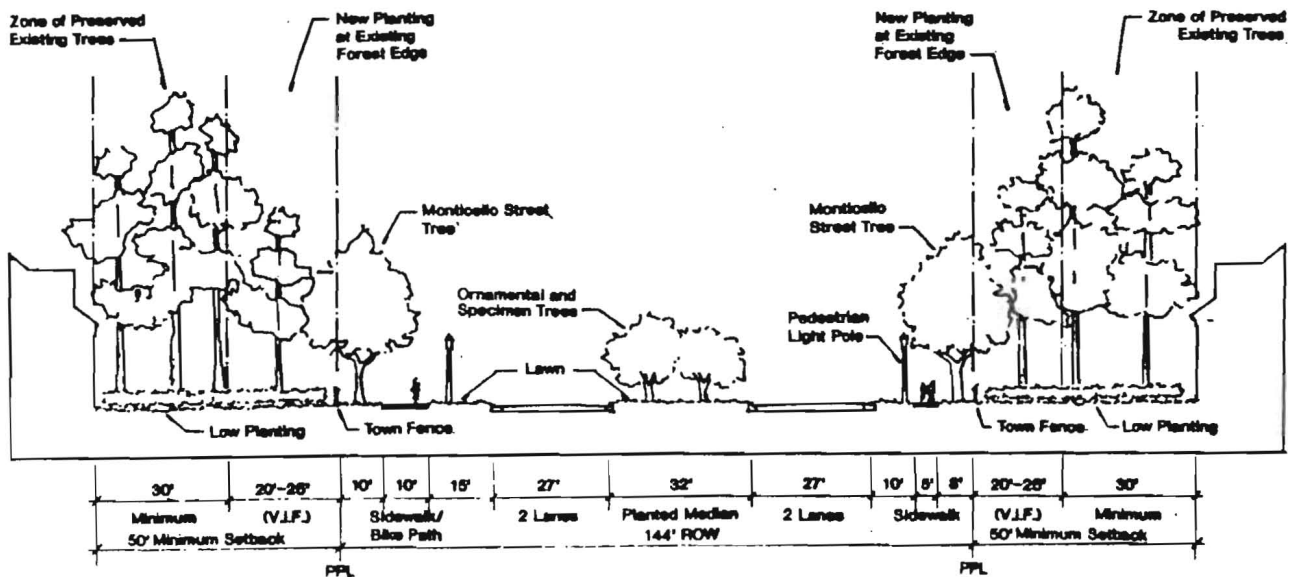 Zone of Preserved
Existing Trees
New Planting
at Existing
Forest Edge
New Planting
at Existing
Forest Edge
Zone of Preserved
Existing Trees
Monticello Street
Tree
Ornamental and
Specimen Trees
Lawn
Monticello
Street Tree
Pedestrian
Light Pole
Low Planting
Town Fence
Town Fence
Low Planting
30'
20'-25'
10'
10'
15'
27'
32'
27'
10'
5'
8'
20'-25'
30'
Minimum
(V.I.F.)
Sidewalk/
Bike Path
2 Lanes
Planted Median
2 Lanes
Sidewalk
(V.I.F.)
Minimum
50' Minimum Setback
144' ROW
50' Minimum Setback
PPL
PPL